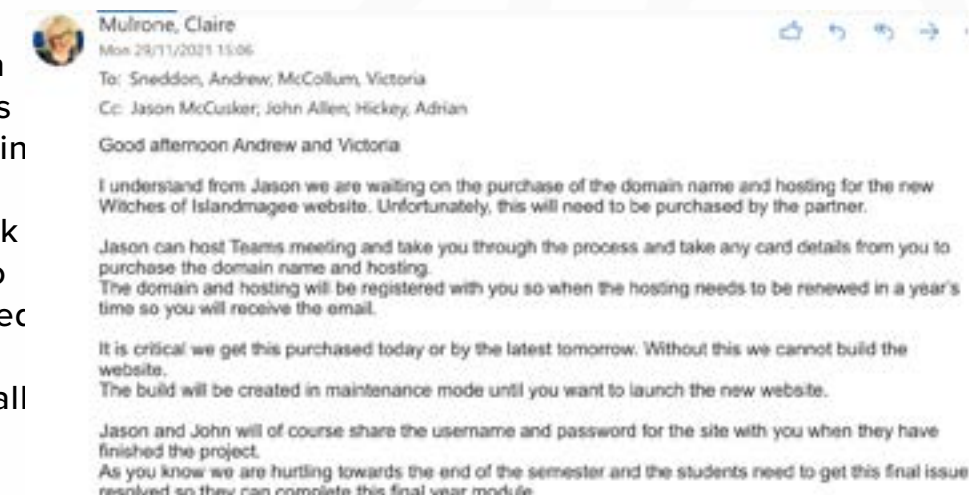 Mulrone, Claire
Mon 29/11/2021 15:06
To: Sneddon, Andrew; McCollum, Victoria
Cc: Jason McCusker; John Allen; Hickey, Adrian
Good afternoon Andrew and Victoria
I understand from Jason we are waiting on the purchase of the domain name and hosting for the new
Witches of Islandmagee website. Unfortunately, this will need to be purchased by the partner.
Jason can host Teams meeting and take you through the process and take any card details from you to
purchase the domain name and hosting.
The domain and hosting will be registered with you so when the hosting needs to be renewed in a year's
time so you will receive the email.
It is critical we get this purchased today or by the latest tomorrow. Without this we cannot build the
website.
The build will be created in maintenance mode until you want to launch the new website.
Jason and John will of course share the username and password for the site with you when they have
finished the project.
As you know we are hurtling towards the end of the semester and the students need to get this final issue
resolved so they can complete this final year module
s
in
k
all